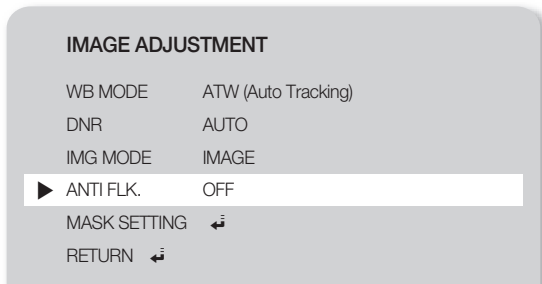 IMAGE ADJUSTMENT
WB MODE ATW (Auto Tracking)
DNR AUTO
IMG MODE IMAGE
ANTI FLK. OFF
MASK SETTING
RETURN